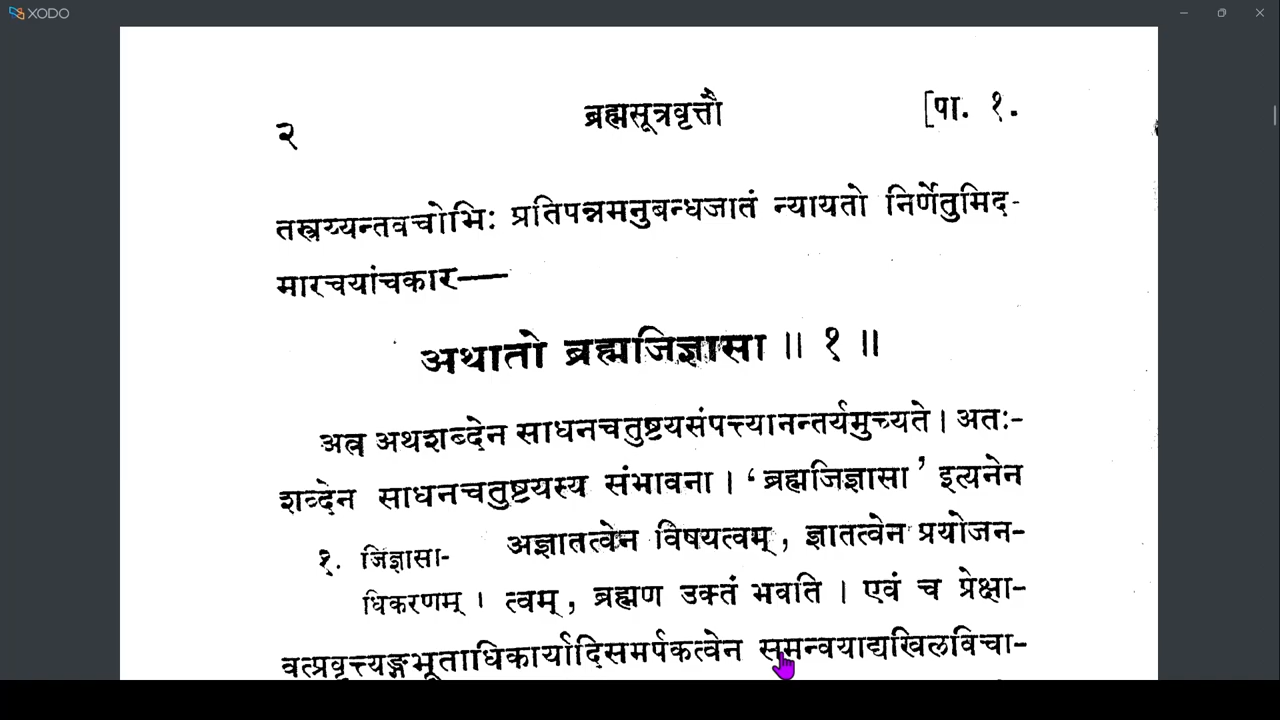 XODO
२ ब्रह्मसूत्रवृत्तौ [पा. १.
तत्त्रय्यन्तवचोभिः प्रतिपन्नमनुबन्धजातं न्यायतो निर्णेतुमिद-
मारचयांचकार—
अथातो ब्रह्मजिज्ञासा ॥ १ ॥
अत्र अथशब्देन साधनचतुष्टयसंपत्त्यानन्तर्यमुच्यते । अतः-
शब्देन साधनचतुष्टयस्य संभावना । ‘ब्रह्मजिज्ञासा’ इत्यनेन
१. जिज्ञासा- अज्ञातत्वेन विषयत्वम्, ज्ञातत्वेन प्रयोजन-
धिकरणम् । त्वम्, ब्रह्मण उक्तं भवति । एवं च प्रेक्षा-
वत्प्रवृत्त्यङ्गभूताधिकार्यादिसमर्पकत्वेन समन्वयाद्यखिलविचा-